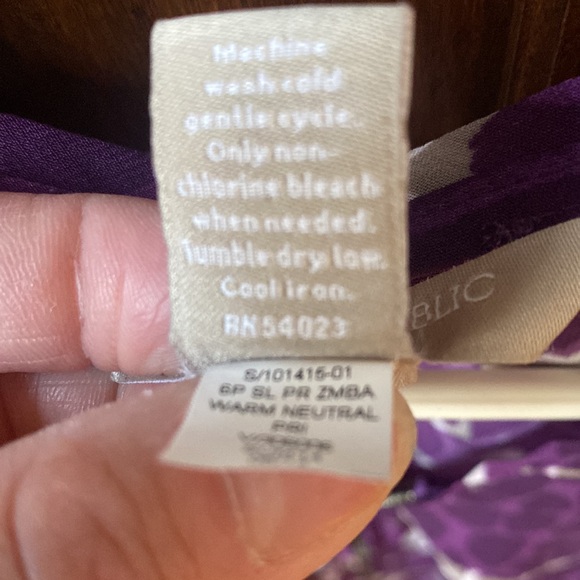 Machine
wash cold
gentle cycle.
Only non-
chlorine bleach
when needed.
Tumble dry low.
Cool iron.
RN54023
BLIC
S/101415-01
6P SL PR ZMBA
WARM NEUTRAL